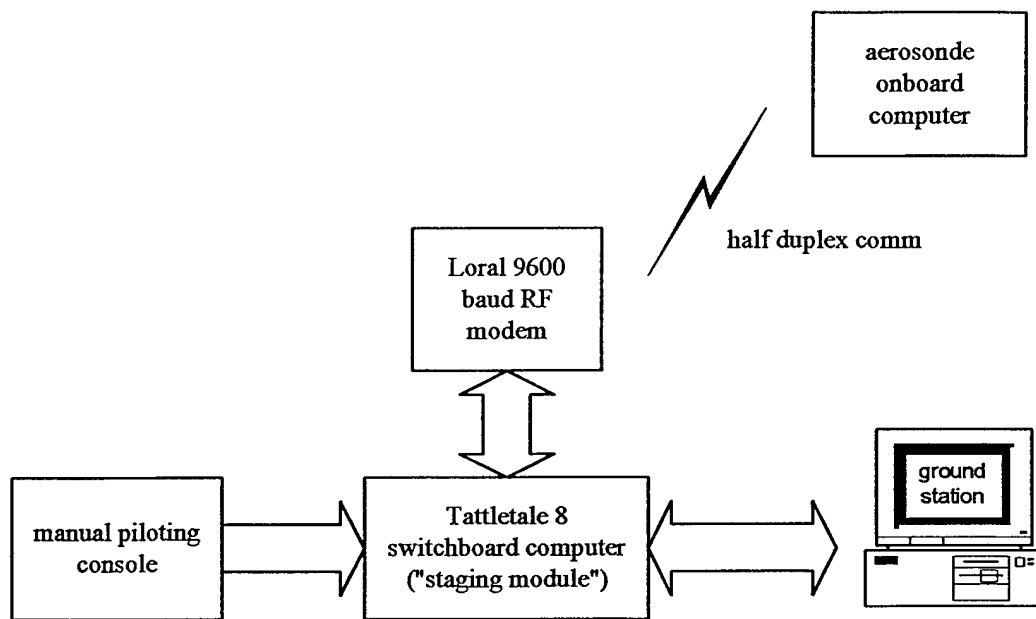 aerosonde
onboard
computer
half duplex comm
Loral 9600
baud RF
modem
manual piloting
console
Tattletale 8
switchboard computer
("staging module")
ground
station